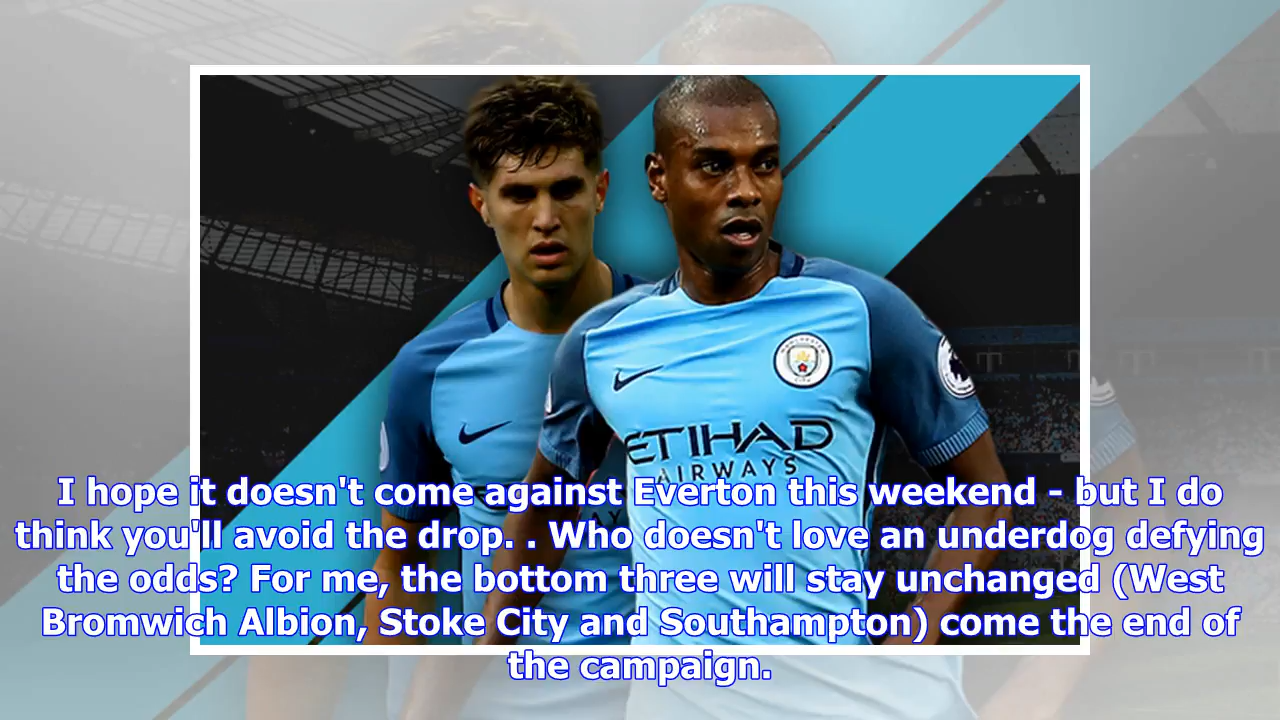 MANCHESTER
CITY
ETIHAD
AIRWAYS
I hope it doesn't come against Everton this weekend - but I do
think you'll avoid the drop. . Who doesn't love an underdog defying
the odds? For me, the bottom three will stay unchanged (West
Bromwich Albion, Stoke City and Southampton) come the end of
the campaign.